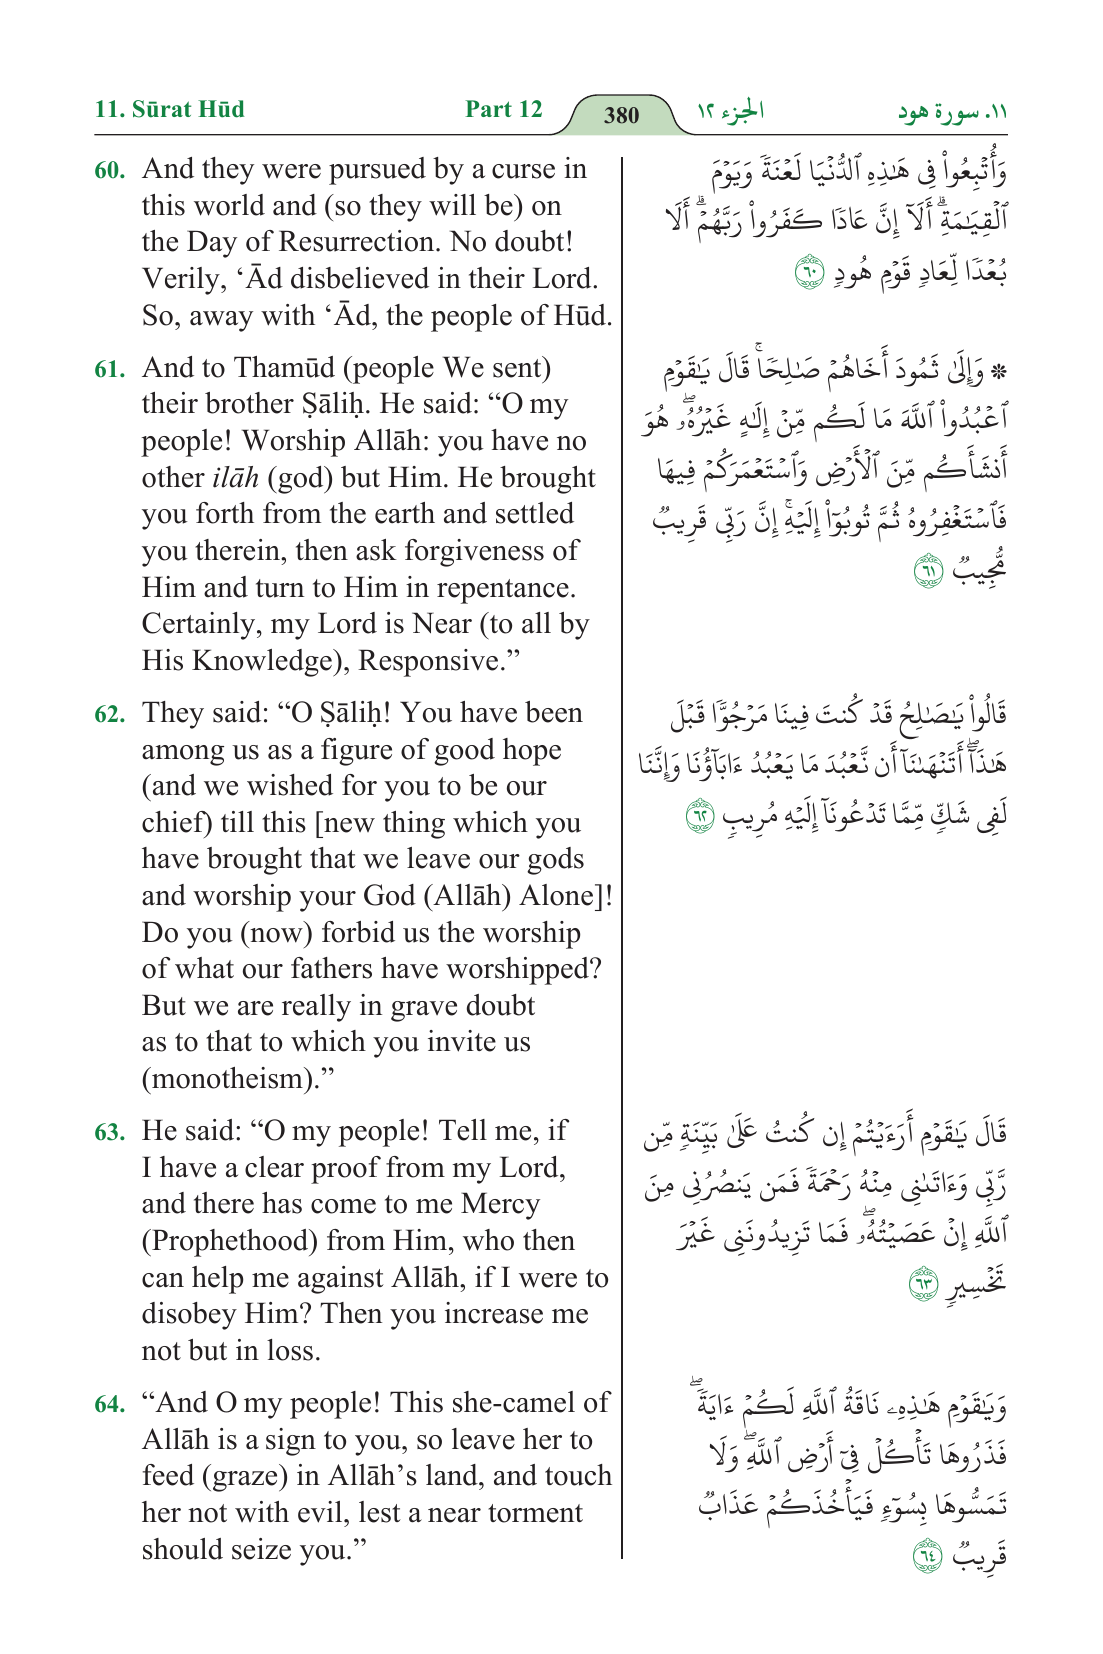 11. Sūrat Hūd Part 12 380 الجزء ١٢ ١١. سورة هود
60. And they were pursued by a curse in
this world and (so they will be) on
the Day of Resurrection. No doubt!
Verily, ‘Ād disbelieved in their Lord.
So, away with ‘Ād, the people of Hūd.
وَأُتۡبِعُواْ فِي هَٰذِهِ ٱلدُّنۡيَا لَعۡنَةٗ وَيَوۡمَ
ٱلۡقِيَٰمَةِۗ أَلَآ إِنَّ عَادٗا كَفَرُواْ رَبَّهُمۡۗ أَلَا
بُعۡدٗا لِّعَادٖ قَوۡمِ هُودٖ ٦٠
61. And to Thamūd (people We sent)
their brother Ṣāliḥ. He said: “O my
people! Worship Allāh: you have no
other ilāh (god) but Him. He brought
you forth from the earth and settled
you therein, then ask forgiveness of
Him and turn to Him in repentance.
Certainly, my Lord is Near (to all by
His Knowledge), Responsive.”
۞ وَإِلَىٰ ثَمُودَ أَخَاهُمۡ صَٰلِحٗاۚ قَالَ يَٰقَوۡمِ
ٱعۡبُدُواْ ٱللَّهَ مَا لَكُم مِّنۡ إِلَٰهٍ غَيۡرُهُۥۖ هُوَ
أَنشَأَكُم مِّنَ ٱلۡأَرۡضِ وَٱسۡتَعۡمَرَكُمۡ فِيهَا
فَٱسۡتَغۡفِرُوهُ ثُمَّ تُوبُوٓاْ إِلَيۡهِۚ إِنَّ رَبِّي قَرِيبٞ
مُّجِيبٞ ٦١
62. They said: “O Ṣāliḥ! You have been
among us as a figure of good hope
(and we wished for you to be our
chief) till this [new thing which you
have brought that we leave our gods
and worship your God (Allāh) Alone]!
Do you (now) forbid us the worship
of what our fathers have worshipped?
But we are really in grave doubt
as to that to which you invite us
(monotheism).”
قَالُواْ يَٰصَٰلِحُ قَدۡ كُنتَ فِينَا مَرۡجُوّٗا قَبۡلَ
هَٰذَآۖ أَتَنۡهَىٰنَآ أَن نَّعۡبُدَ مَا يَعۡبُدُ ءَابَآؤُنَا وَإِنَّنَا
لَفِي شَكّٖ مِّمَّا تَدۡعُونَآ إِلَيۡهِ مُرِيبٖ ٦٢
63. He said: “O my people! Tell me, if
I have a clear proof from my Lord,
and there has come to me Mercy
(Prophethood) from Him, who then
can help me against Allāh, if I were to
disobey Him? Then you increase me
not but in loss.
قَالَ يَٰقَوۡمِ أَرَءَيۡتُمۡ إِن كُنتُ عَلَىٰ بَيِّنَةٖ مِّن
رَّبِّي وَءَاتَىٰنِي مِنۡهُ رَحۡمَةٗ فَمَن يَنصُرُنِي مِنَ
ٱللَّهِ إِنۡ عَصَيۡتُهُۥۖ فَمَا تَزِيدُونَنِي غَيۡرَ
تَخۡسِيرٖ ٦٣
64. “And O my people! This she-camel of
Allāh is a sign to you, so leave her to
feed (graze) in Allāh’s land, and touch
her not with evil, lest a near torment
should seize you.”
وَيَٰقَوۡمِ هَٰذِهِۦ نَاقَةُ ٱللَّهِ لَكُمۡ ءَايَةٗۖ
فَذَرُوهَا تَأۡكُلۡ فِيٓ أَرۡضِ ٱللَّهِۖ وَلَا
تَمَسُّوهَا بِسُوٓءٖ فَيَأۡخُذَكُمۡ عَذَابٞ
قَرِيبٞ ٦٤